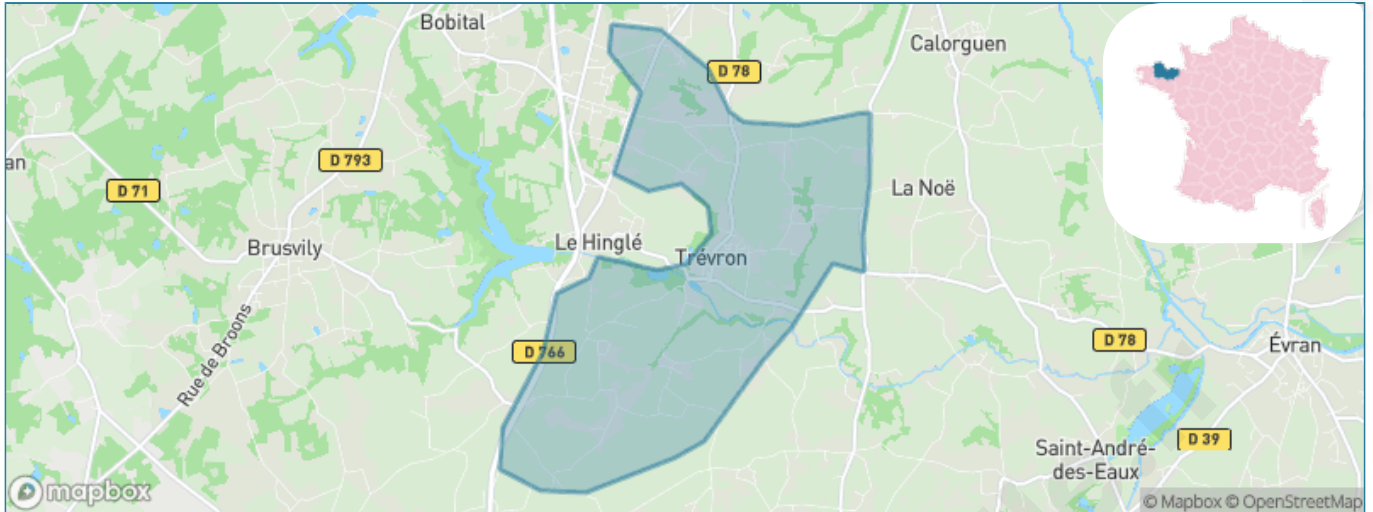 Bobital
Calorguen
D 78
D 793
an
D 71
La Noë
Brusvily
Le Hinglé
Trévron
Rue de Broons
D 766
D 78
Évran
D 39
Saint-André-
des-Eaux
mapbox
© Mapbox © OpenStreetMap